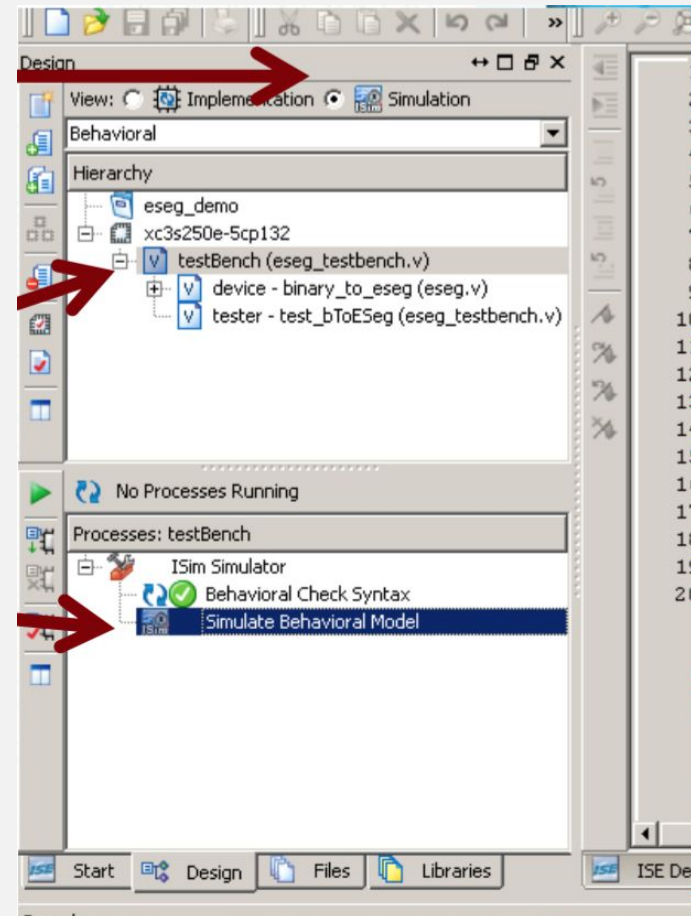 Design
View: Implementation Simulation
Behavioral
Hierarchy
eseg_demo
xc3s250e-5cp132
testBench (eseg_testbench.v)
device - binary_to_eseg (eseg.v)
tester - test_bToESeg (eseg_testbench.v)
No Processes Running
Processes: testBench
ISim Simulator
Behavioral Check Syntax
Simulate Behavioral Model
Start Design Files Libraries
ISE De